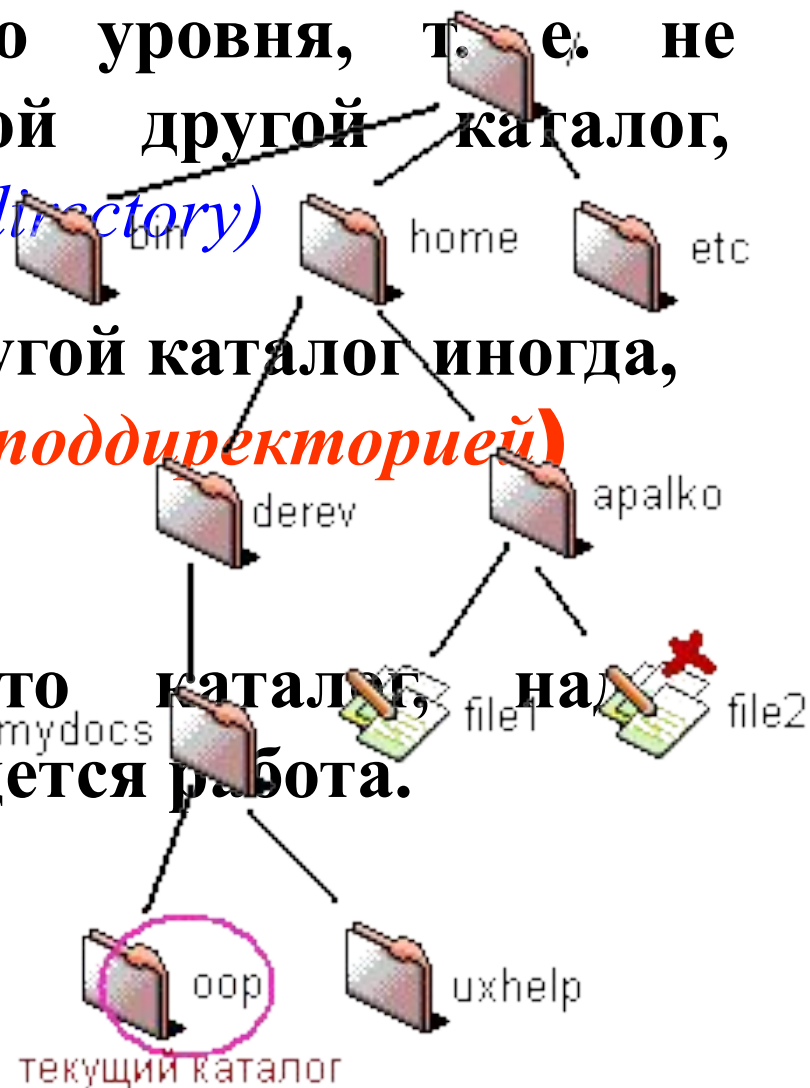 о уровня, т. е. не
/
ой другой каталог,
directory)
bin
home
etc
угой каталог иногда,
поддиректорией)
derev
apalko
то каталог, над
mydocs
file1
file2
дется работа.
oop
uxhelp
текущий каталог